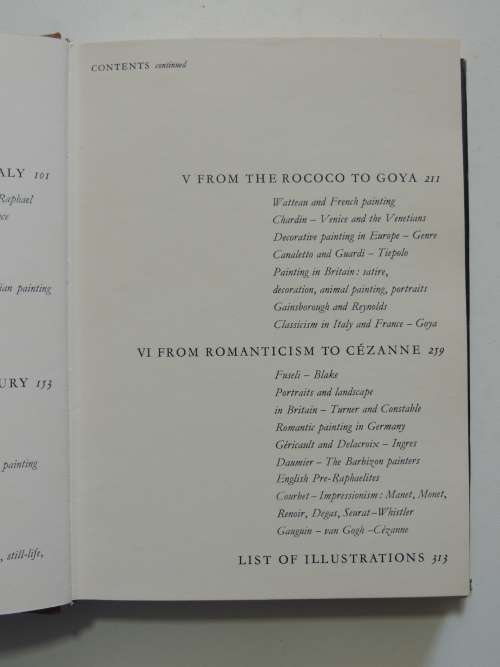 ALY 101
Raphael
nce
ian painting
URY 153
painting
, still-life,
CONTENTS continued
V FROM THE ROCOCO TO GOYA 211
Watteau and French painting
Chardin – Venice and the Venetians
Decorative painting in Europe – Genre
Canaletto and Guardi – Tiepolo
Painting in Britain: satire,
decoration, animal painting, portraits
Gainsborough and Reynolds
Classicism in Italy and France – Goya
VI FROM ROMANTICISM TO CÉZANNE 259
Fuseli – Blake
Portraits and landscape
in Britain – Turner and Constable
Romantic painting in Germany
Géricault and Delacroix – Ingres
Daumier – The Barbizon painters
English Pre-Raphaelites
Courbet – Impressionism: Manet, Monet,
Renoir, Degas, Seurat – Whistler
Gauguin – van Gogh – Cézanne
LIST OF ILLUSTRATIONS 313